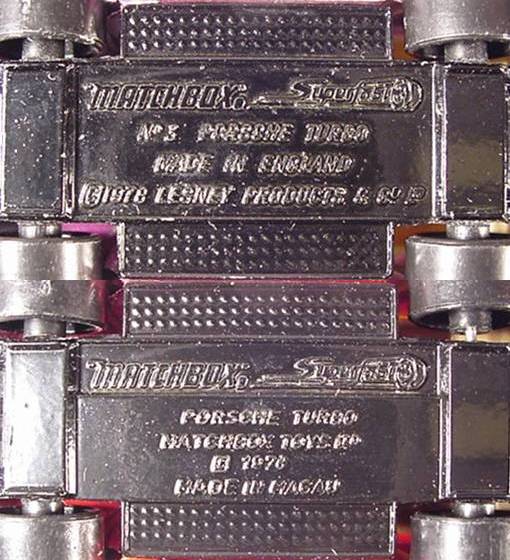 MATCHBOX® Superfast
Nº 3 PORSCHE TURBO
MADE IN ENGLAND
©1978 LESNEY PRODUCTS & Co LTD
MATCHBOX® Superfast
PORSCHE TURBO
MATCHBOX TOYS LTD
© 1978
MADE IN MACAU